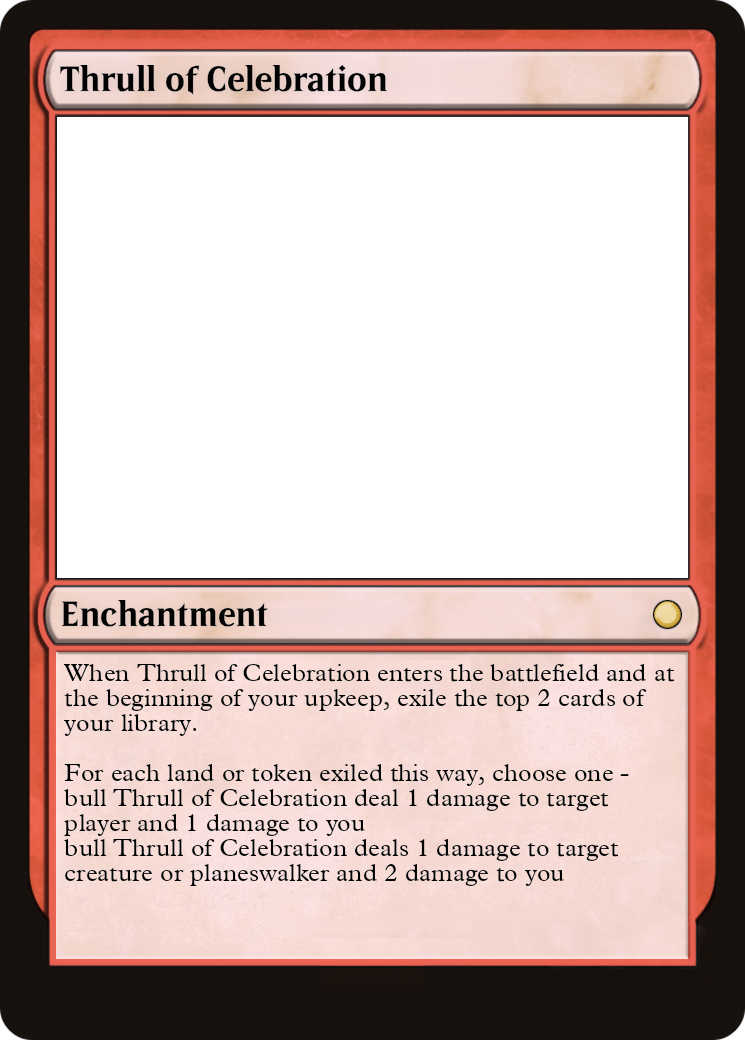 Thrull of Celebration
Enchantment
When Thrull of Celebration enters the battlefield and at
the beginning of your upkeep, exile the top 2 cards of
your library.
For each land or token exiled this way, choose one -
bull Thrull of Celebration deal 1 damage to target
player and 1 damage to you
bull Thrull of Celebration deals 1 damage to target
creature or planeswalker and 2 damage to you